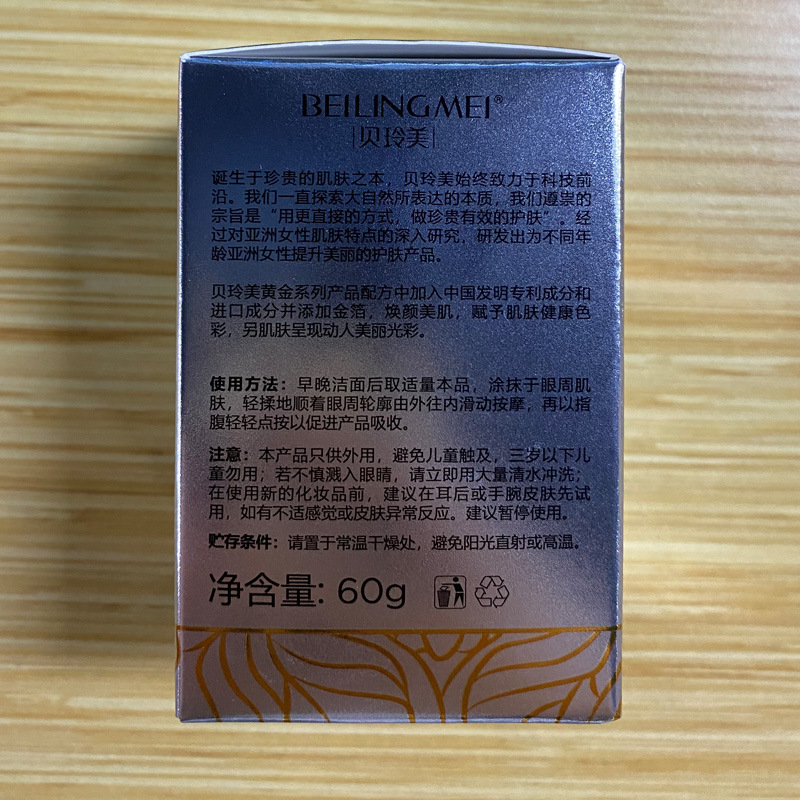 BEILINGMEI®
贝玲美
诞生于珍贵的肌肤之本，贝玲美始终致力于科技前
沿。我们一直探索大自然所表达的本质，我们遵祟的
宗旨是“用更直接的方式，做珍贵有效的护肤”。经
过对亚洲女性肌肤特点的深入研究，研发出为不同年
龄亚洲女性提升美丽的护肤产品。
贝玲美黄金系列产品配方中加入中国发明专利成分和
进口成分并添加金箔，焕颜美肌，赋予肌肤健康色
彩，另肌肤呈现动人美丽光彩。
使用方法：早晚洁面后取适量本品，涂抹于眼周肌
肤，轻揉地顺着眼周轮廓由外往内滑动按摩，再以指
腹轻轻点按以促进产品吸收。
注意：本产品只供外用，避免儿童触及，三岁以下儿
童勿用；若不慎溅入眼睛，请立即用大量清水冲洗；
在使用新的化妆品前，建议在耳后或手腕皮肤先试
用，如有不适感觉或皮肤异常反应。建议暂停使用。
贮存条件：请置于常温干燥处，避免阳光直射或高温。
净含量: 60g